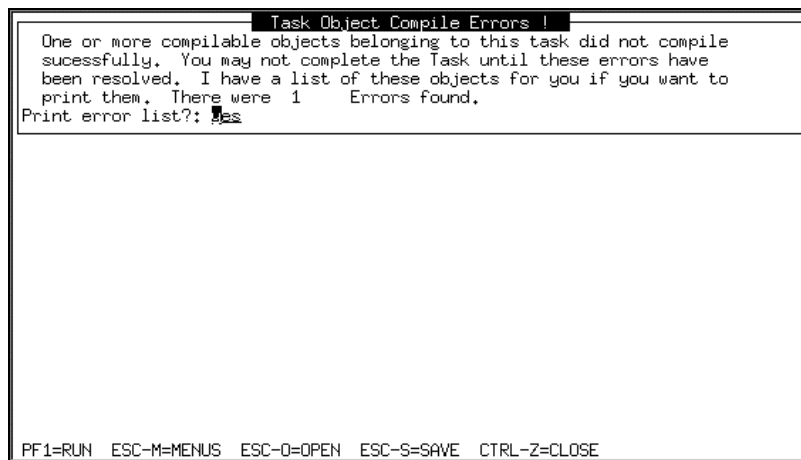 Task Object Compile Errors !
One or more compilable objects belonging to this task did not compile
sucessfully. You may not complete the Task until these errors have
been resolved. I have a list of these objects for you if you want to
print them. There were 1 Errors found.
Print error list?: yes
PF1=RUN ESC-M=MENUS ESC-O=OPEN ESC-S=SAVE CTRL-Z=CLOSE